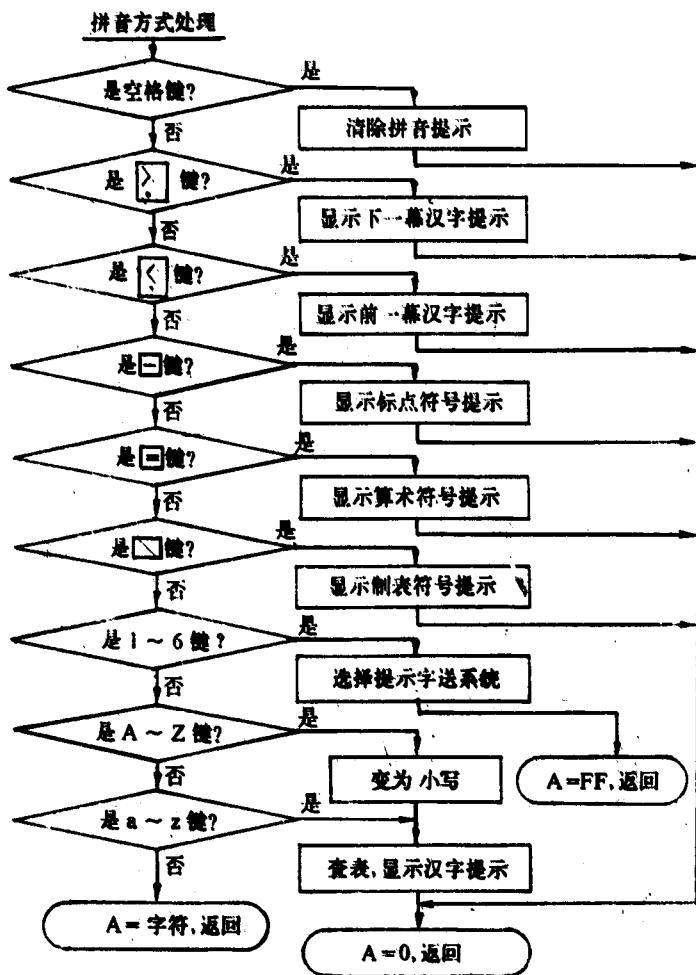 拼音方式处理
是空格键?
是
清除拼音提示
否
是 > , 键?
是
显示下一幕汉字提示
否
是 < , 键?
是
显示前一幕汉字提示
否
是 - 键?
是
显示标点符号提示
否
是 = 键?
是
显示算术符号提示
否
是 \ 键?
是
显示制表符号提示
否
是 1 ~ 6 键?
是
选择提示字送系统
否
是 A ~ Z 键?
是
变为 小写
A=FF,返回
否
是 a ~ z 键?
是
查表,显示汉字提示
否
A= 字符,返回
A=0,返回